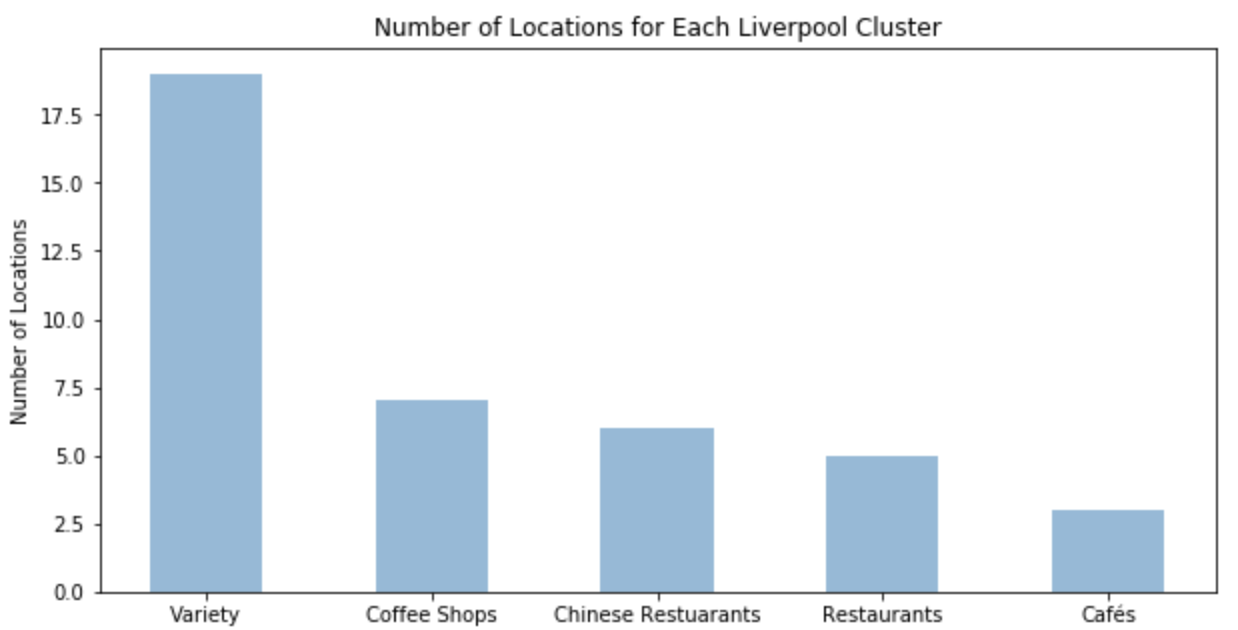 Number of Locations for Each Liverpool Cluster
Number of Locations
17.5
15.0
12.5
10.0
7.5
5.0
2.5
0.0
Variety
Coffee Shops
Chinese Restuarants
Restaurants
Cafés